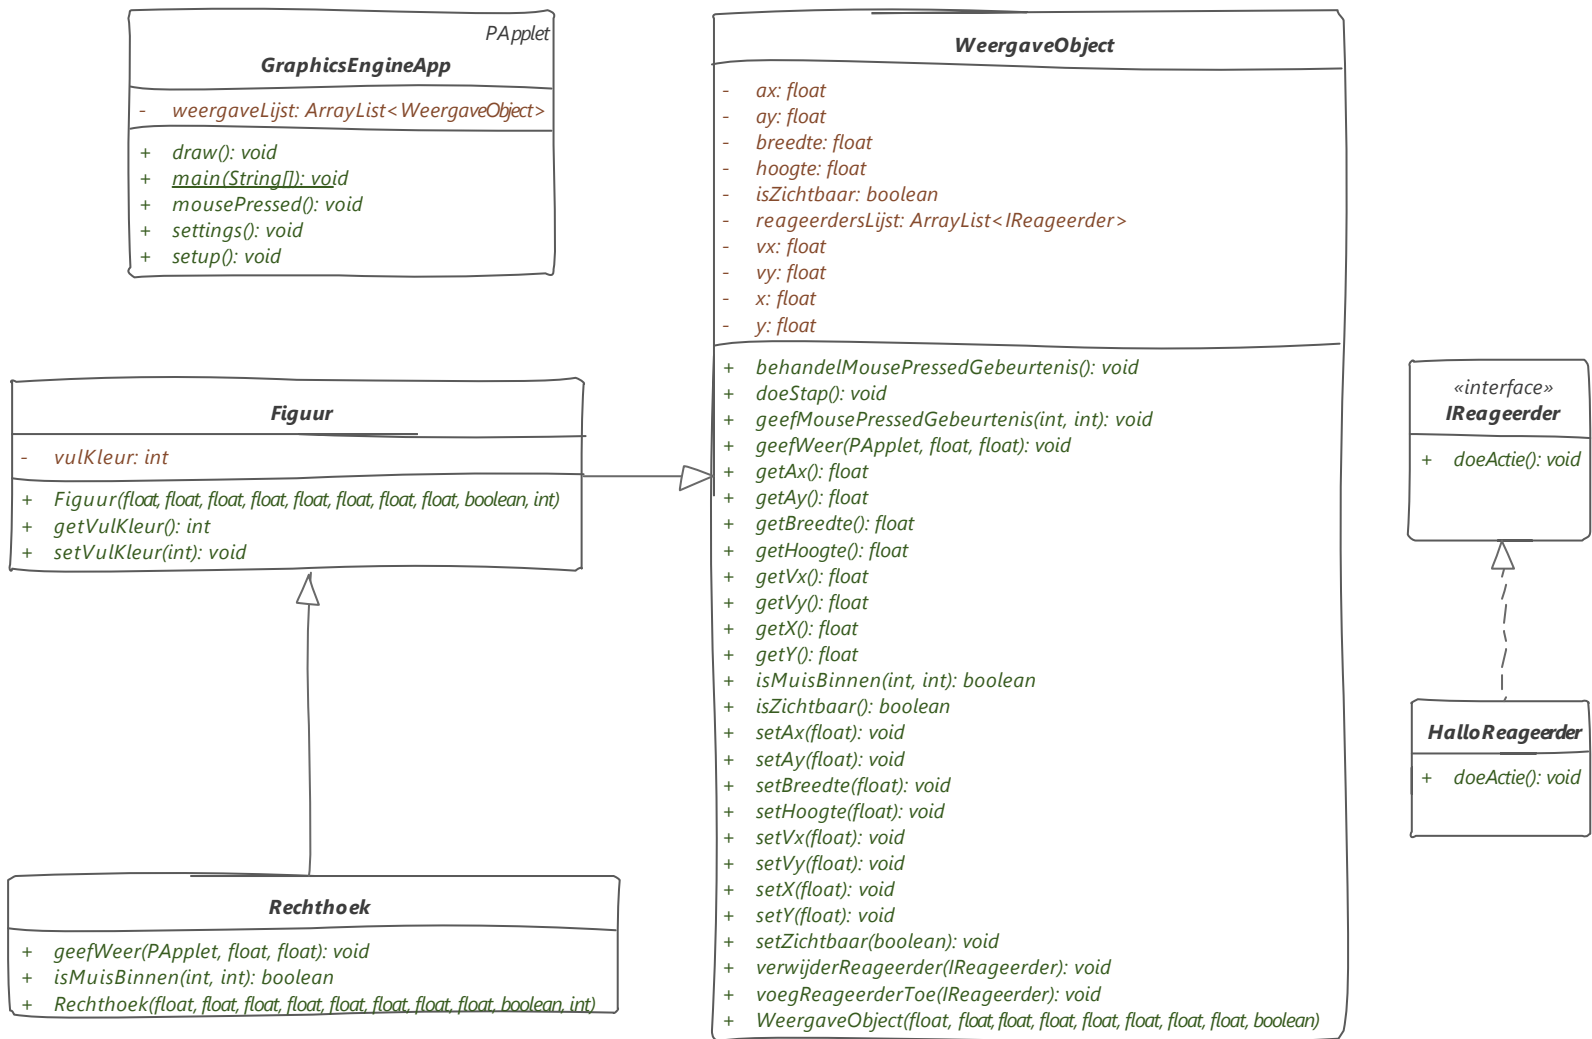 PApplet
GraphicsEngineApp
- weergaveLijst: ArrayList<WeergaveObject>
+ draw(): void
+ main(String[]): void
+ mousePressed(): void
+ settings(): void
+ setup(): void
Figuur
- vulKleur: int
+ Figuur(float, float, float, float, float, float, float, float, boolean, int)
+ getVulKleur(): int
+ setVulKleur(int): void
Rechthoek
+ geefWeer(PApplet, float, float): void
+ isMuisBinnen(int, int): boolean
+ Rechthoek(float, float, float, float, float, float, float, float, boolean, int)
WeergaveObject
- ax: float
- ay: float
- breedte: float
- hoogte: float
- isZichtbaar: boolean
- reageerdersLijst: ArrayList<IReageerder>
- vx: float
- vy: float
- x: float
- y: float
+ behandelMousePressedGebeurtenis(): void
+ doeStap(): void
+ geefMousePressedGebeurtenis(int, int): void
+ geefWeer(PApplet, float, float): void
+ getAx(): float
+ getAy(): float
+ getBreedte(): float
+ getHoogte(): float
+ getVx(): float
+ getVy(): float
+ getX(): float
+ getY(): float
+ isMuisBinnen(int, int): boolean
+ isZichtbaar(): boolean
+ setAx(float): void
+ setAy(float): void
+ setBreedte(float): void
+ setHoogte(float): void
+ setVx(float): void
+ setVy(float): void
+ setX(float): void
+ setY(float): void
+ setZichtbaar(boolean): void
+ verwijderReageerder(IReageerder): void
+ voegReageerderToe(IReageerder): void
+ WeergaveObject(float, float, float, float, float, float, float, float, boolean)
«interface»
IReageerder
+ doeActie(): void
HalloReageerder
+ doeActie(): void